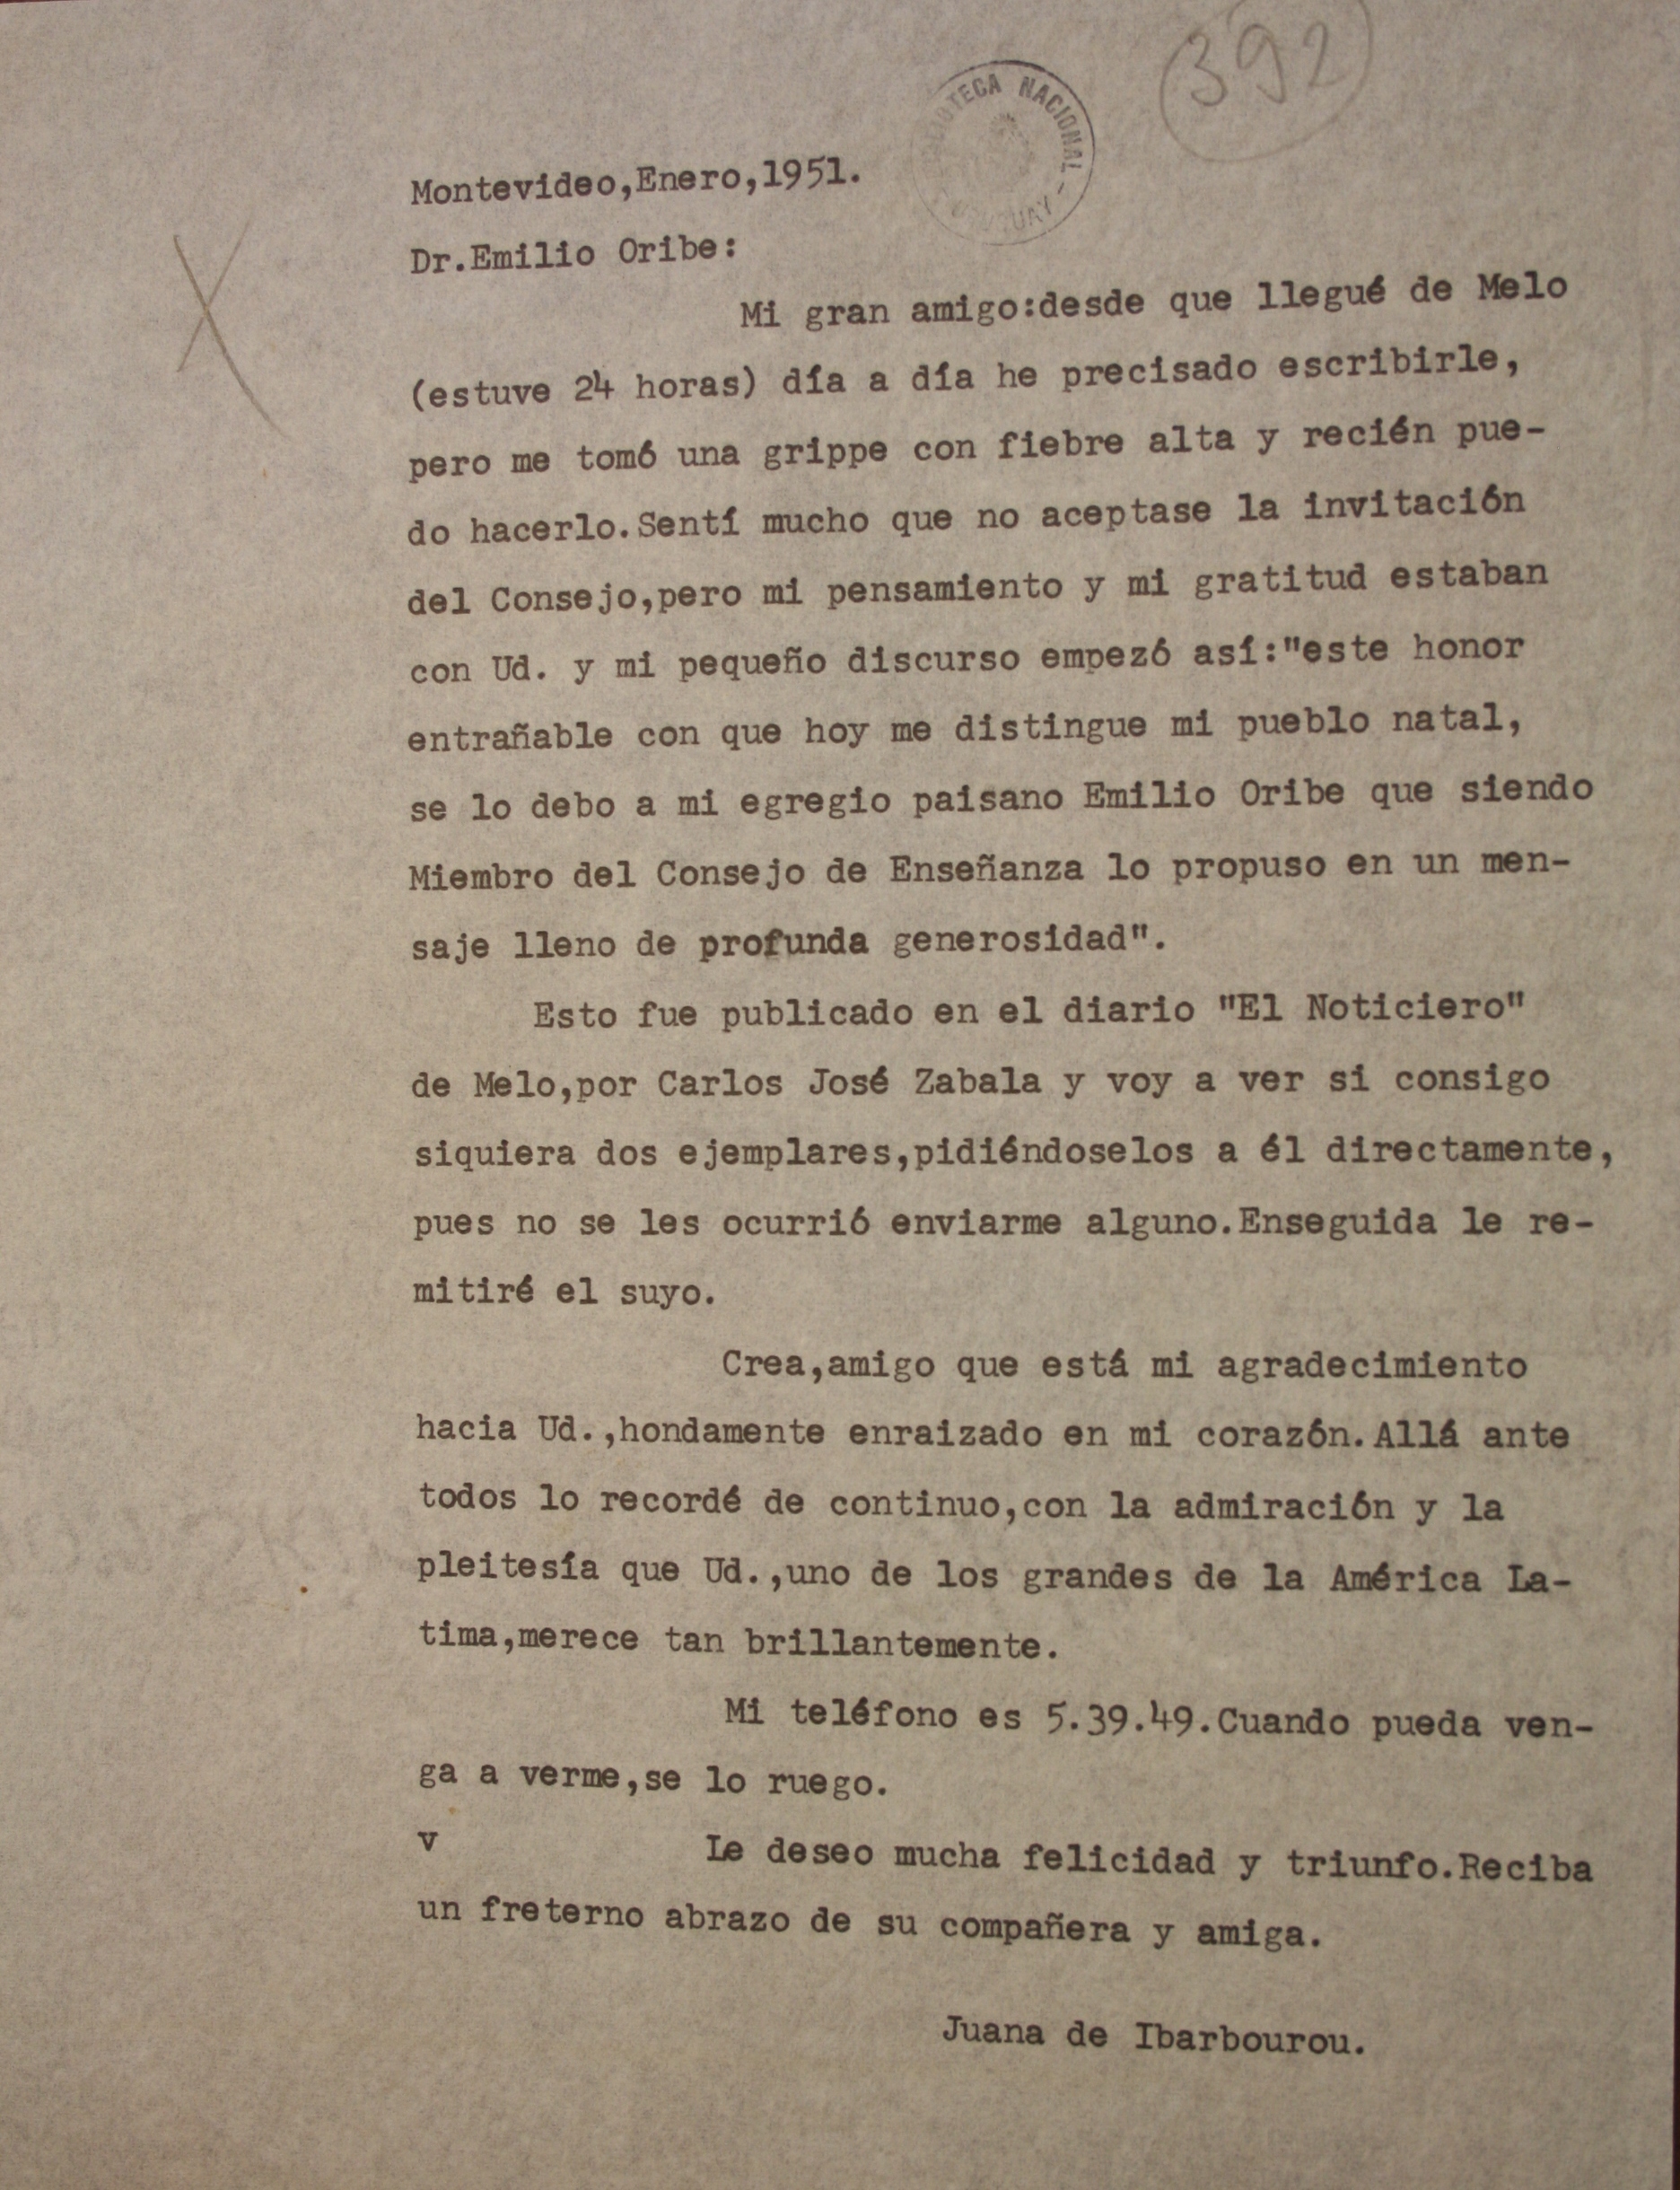 392
BIBLIOTECA NACIONAL - URUGUAY -
Montevideo,Enero,1951.
Dr.Emilio Oribe:
Mi gran amigo:desde que llegué de Melo
(estuve 24 horas) día a día he precisado escribirle,
pero me tomó una grippe con fiebre alta y recién pue-
do hacerlo.Sentí mucho que no aceptase la invitación
del Consejo,pero mi pensamiento y mi gratitud estaban
con Ud. y mi pequeño discurso empezó así:"este honor
entrañable con que hoy me distingue mi pueblo natal,
se lo debo a mi egregio paisano Emilio Oribe que siendo
Miembro del Consejo de Enseñanza lo propuso en un men-
saje lleno de profunda generosidad".
Esto fue publicado en el diario "El Noticiero"
de Melo,por Carlos José Zabala y voy a ver si consigo
siquiera dos ejemplares,pidiéndoselos a él directamente,
pues no se les ocurrió enviarme alguno.Enseguida le re-
mitiré el suyo.
Crea,amigo que está mi agradecimiento
hacia Ud.,hondamente enraizado en mi corazón.Allá ante
todos lo recordé de continuo,con la admiración y la
pleitesía que Ud.,uno de los grandes de la América La-
tima,merece tan brillantemente.
Mi teléfono es 5.39.49.Cuando pueda ven-
ga a verme,se lo ruego.
v Le deseo mucha felicidad y triunfo.Reciba
un freterno abrazo de su compañera y amiga.
Juana de Ibarbourou.